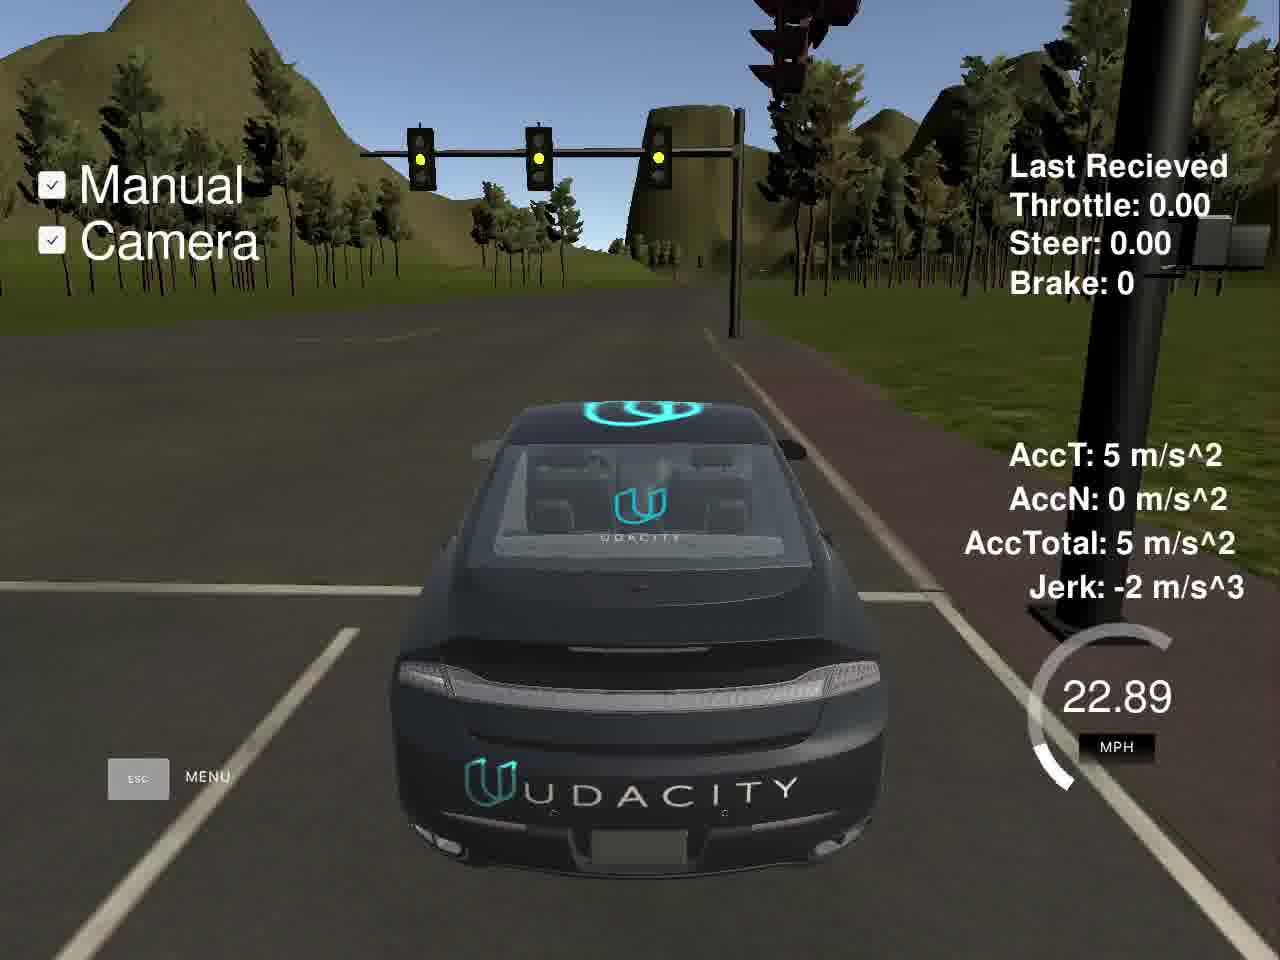 Manual
Camera
Last Recieved
Throttle: 0.00
Steer: 0.00
Brake: 0
UDACITY
AccT: 5 m/s^2
AccN: 0 m/s^2
AccTotal: 5 m/s^2
Jerk: -2 m/s^3
22.89
MPH
ESC
MENU
UDACITY